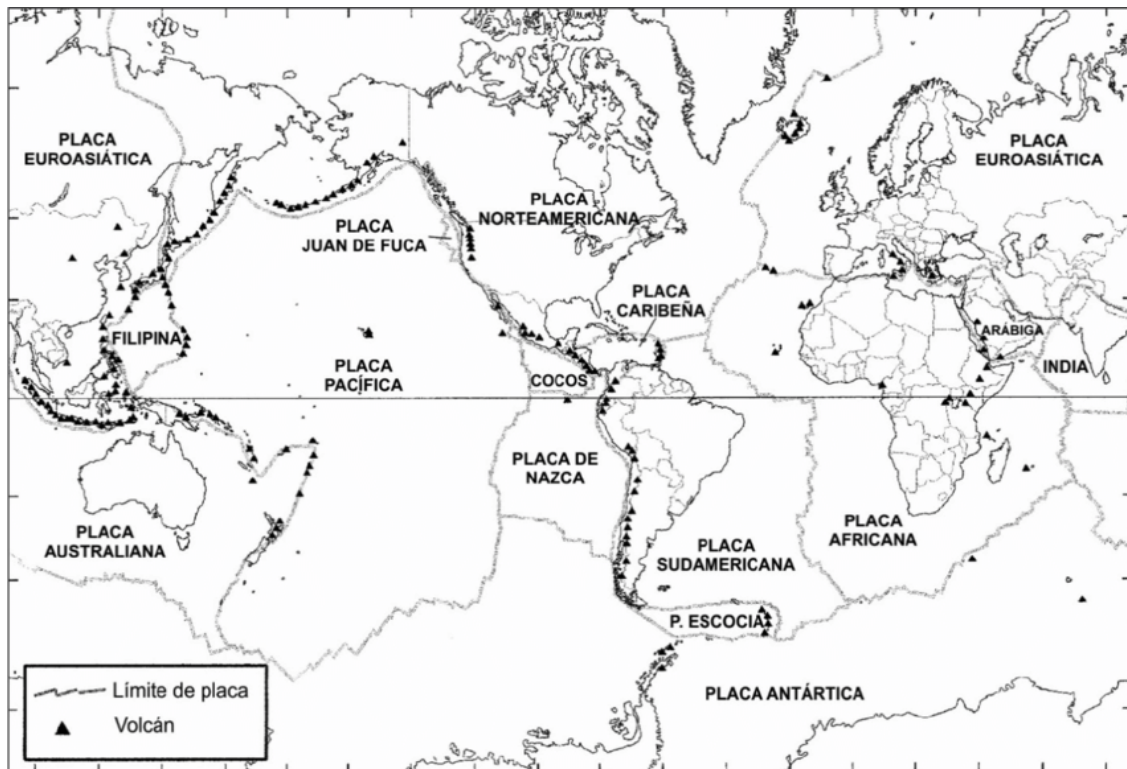 PLACA
EUROASIÁTICA
PLACA
EUROASIÁTICA
PLACA
NORTEAMERICANA
PLACA
JUAN DE FUCA
PLACA
CARIBEÑA
FILIPINA
ARÁBIGA
PLACA
PACÍFICA
COCOS
INDIA
PLACA DE
NAZCA
PLACA
AUSTRALIANA
PLACA
SUDAMERICANA
PLACA
AFRICANA
P. ESCOCIA
PLACA ANTÁRTICA
Límite de placa
Volcán